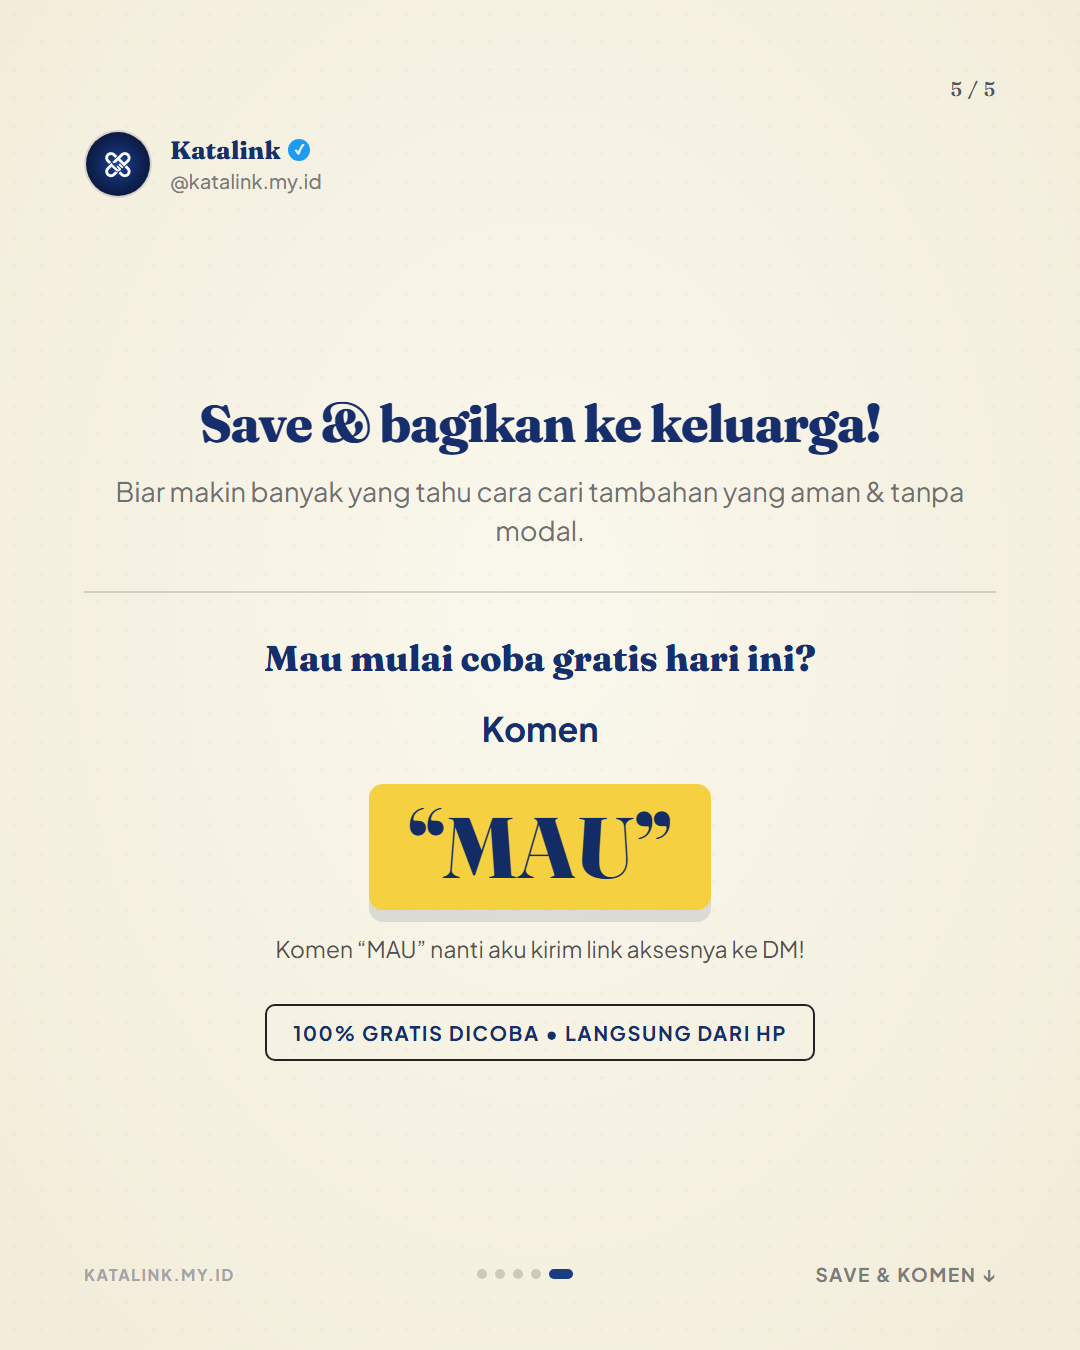 5 / 5
Katalink
@katalink.my.id
Save & bagikan ke keluarga!
Biar makin banyak yang tahu cara cari tambahan yang aman & tanpa
modal.
Mau mulai coba gratis hari ini?
Komen
“MAU”
Komen “MAU” nanti aku kirim link aksesnya ke DM!
100% GRATIS DICOBA • LANGSUNG DARI HP
KATALINK.MY.ID
SAVE & KOMEN ↓